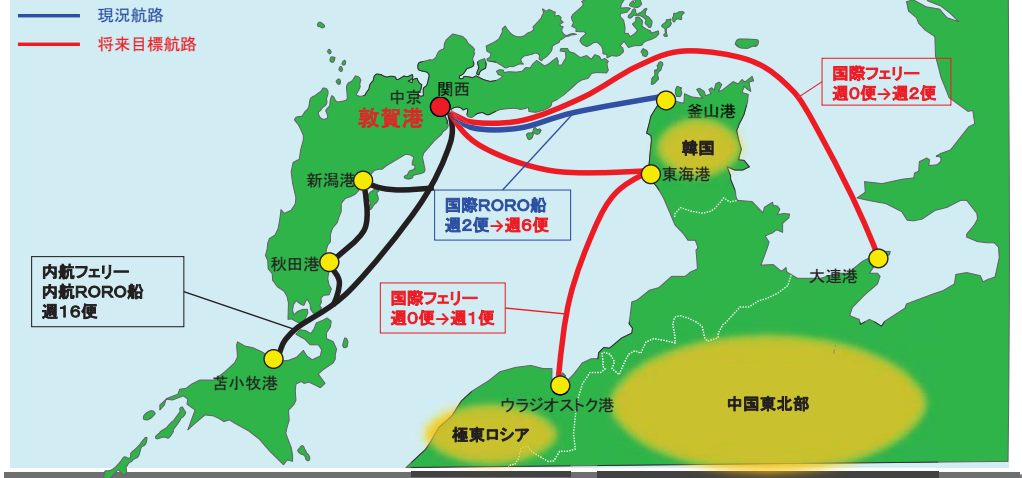 現況航路
将来目標航路
国際フェリー
週0便→週2便
中京
関西
敦賀港
釜山港
韓国
東海港
新潟港
国際RORO船
週2便→週6便
秋田港
大連港
内航フェリー
内航RORO船
週16便
国際フェリー
週0便→週1便
苫小牧港
ウラジオストク港
中国東北部
極東ロシア